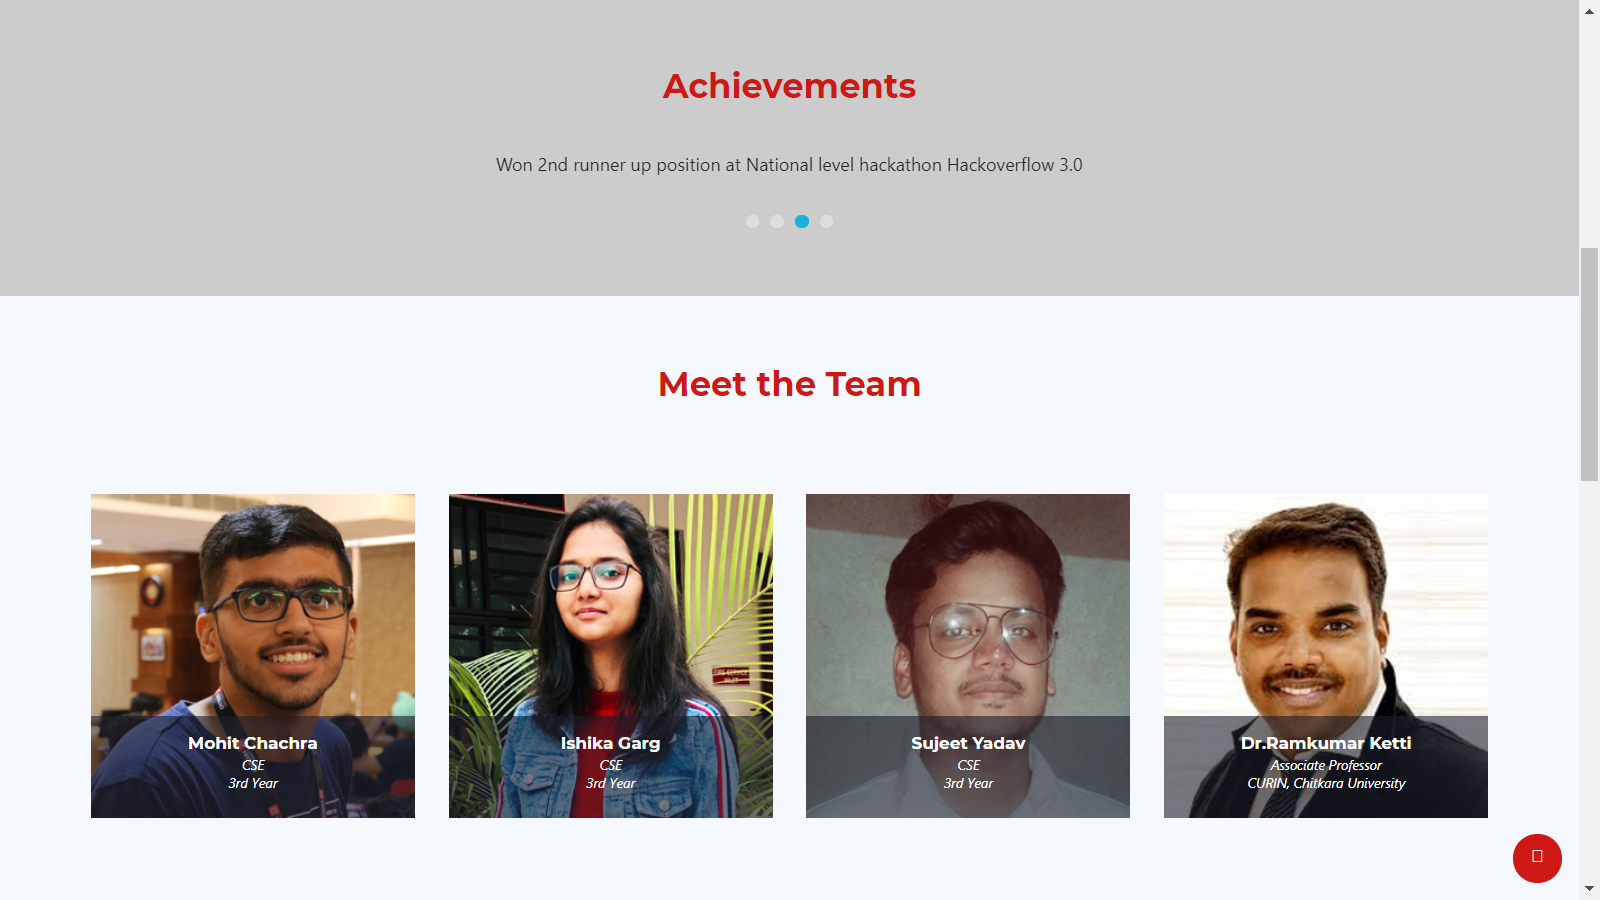 Achievements
Won 2nd runner up position at National level hackathon Hackoverflow 3.0
Meet the Team
Mohit Chachra
CSE
3rd Year
Ishika Garg
CSE
3rd Year
Sujeet Yadav
CSE
3rd Year
Dr.Ramkumar Ketti
Associate Professor
CURIN, Chitkara University